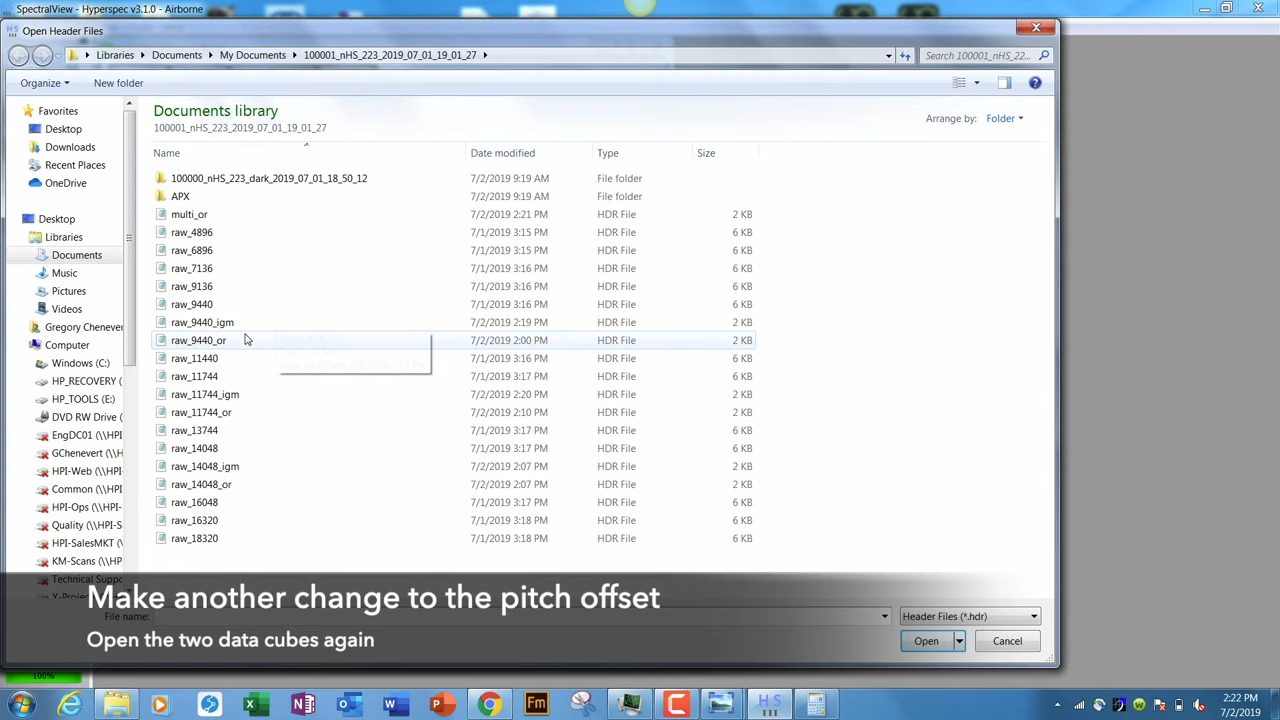 SpectralView - Hyperspec v3.1.0 - Airborne
Open Header Files
Libraries Documents My Documents 100001_nHS_223_2019_07_01_19_01_27
Search 100001_nHS_22...
Organize New folder
Favorites
Desktop
Downloads
Recent Places
OneDrive
Desktop
Libraries
Documents
Music
Pictures
Videos
Gregory Chenever
Computer
Windows (C:)
HP_RECOVERY (
HP_TOOLS (E:)
DVD RW Drive (
EngDC01 (\\HPI
GChenevert (\\H
HPI-Web (\\HPI-
Common (\\HPI-
HPI-Ops (\\HPI-
Quality (\\HPI-S
HPI-SalesMKT (\
KM-Scans (\\HPI
Technical Suppo
Documents library
100001_nHS_223_2019_07_01_19_01_27
Arrange by: Folder
Name Date modified Type Size
100000_nHS_223_dark_2019_07_01_18_50_12 7/2/2019 9:19 AM File folder
APX 7/2/2019 9:19 AM File folder
multi_or 7/2/2019 2:21 PM HDR File 2 KB
raw_4896 7/1/2019 3:15 PM HDR File 6 KB
raw_6896 7/1/2019 3:15 PM HDR File 6 KB
raw_7136 7/1/2019 3:16 PM HDR File 6 KB
raw_9136 7/1/2019 3:16 PM HDR File 6 KB
raw_9440 7/1/2019 3:16 PM HDR File 6 KB
raw_9440_igm 7/2/2019 2:19 PM HDR File 2 KB
raw_9440_or 7/2/2019 2:00 PM HDR File 2 KB
raw_11440 7/1/2019 3:16 PM HDR File 6 KB
raw_11744 7/1/2019 3:17 PM HDR File 6 KB
raw_11744_igm 7/2/2019 2:20 PM HDR File 2 KB
raw_11744_or 7/2/2019 2:10 PM HDR File 2 KB
raw_13744 7/1/2019 3:17 PM HDR File 6 KB
raw_14048 7/1/2019 3:17 PM HDR File 6 KB
raw_14048_igm 7/2/2019 2:07 PM HDR File 2 KB
raw_14048_or 7/2/2019 2:07 PM HDR File 2 KB
raw_16048 7/1/2019 3:17 PM HDR File 6 KB
raw_16320 7/1/2019 3:18 PM HDR File 6 KB
raw_18320 7/1/2019 3:18 PM HDR File 6 KB
Make another change to the pitch offset
File name: Header Files (*.hdr)
Open the two data cubes again
Open Cancel
100%
2:22 PM
7/2/2019